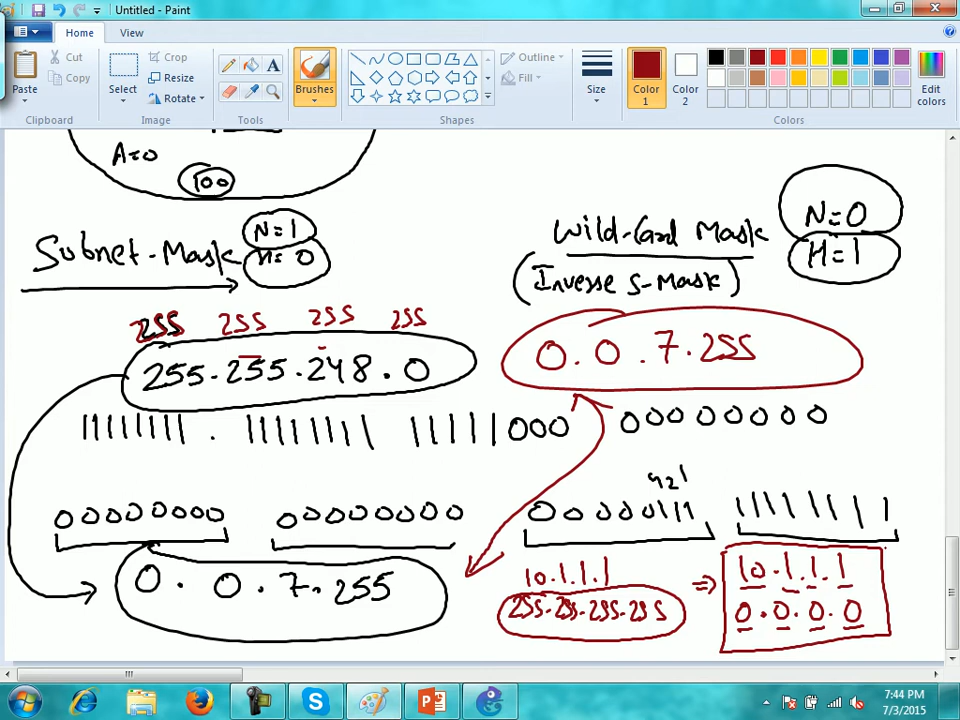 Untitled - Paint
Home View
Paste
Cut
Copy
Clipboard
Select
Crop
Resize
Rotate
Image
Tools
Brushes
Outline
Fill
Shapes
Size
Color 1
Color 2
Edit colors
Colors
A=0
100
Subnet-Mask N=1
H=0
Wild-Card Mask
(Inverse S-Mask)
N=0
H=1
255 255 255 255
255.255.248.0
0.0.7.255
11111111 . 11111111 11111000 00000000
421
00000000 00000000 00000111 11111111
0.0.7.255
10.1.1.1
255.255.255.255
⇒
10.1.1.1
0.0.0.0
7:44 PM
7/3/2015